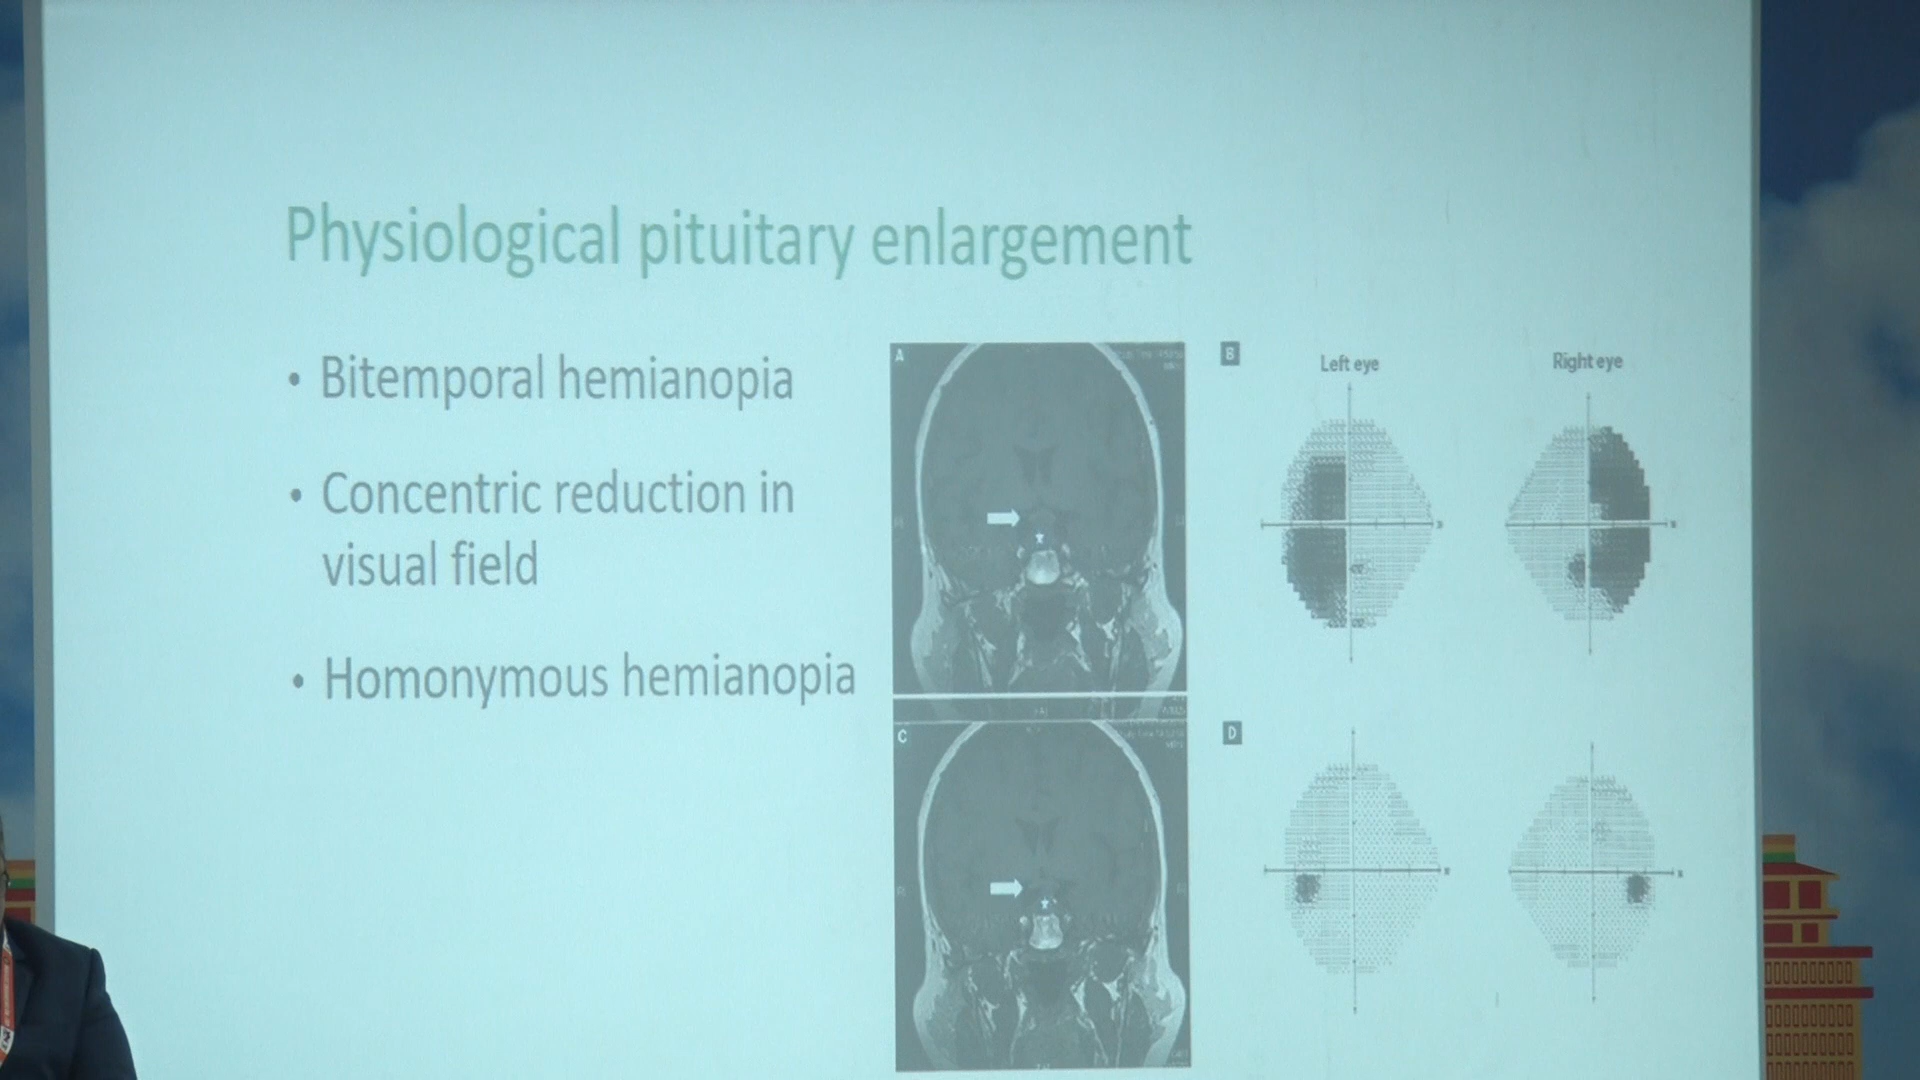 Physiological pituitary enlargement
• Bitemporal hemianopia
• Concentric reduction in
visual field
• Homonymous hemianopia
A
B
Left eye
Right eye
C
D